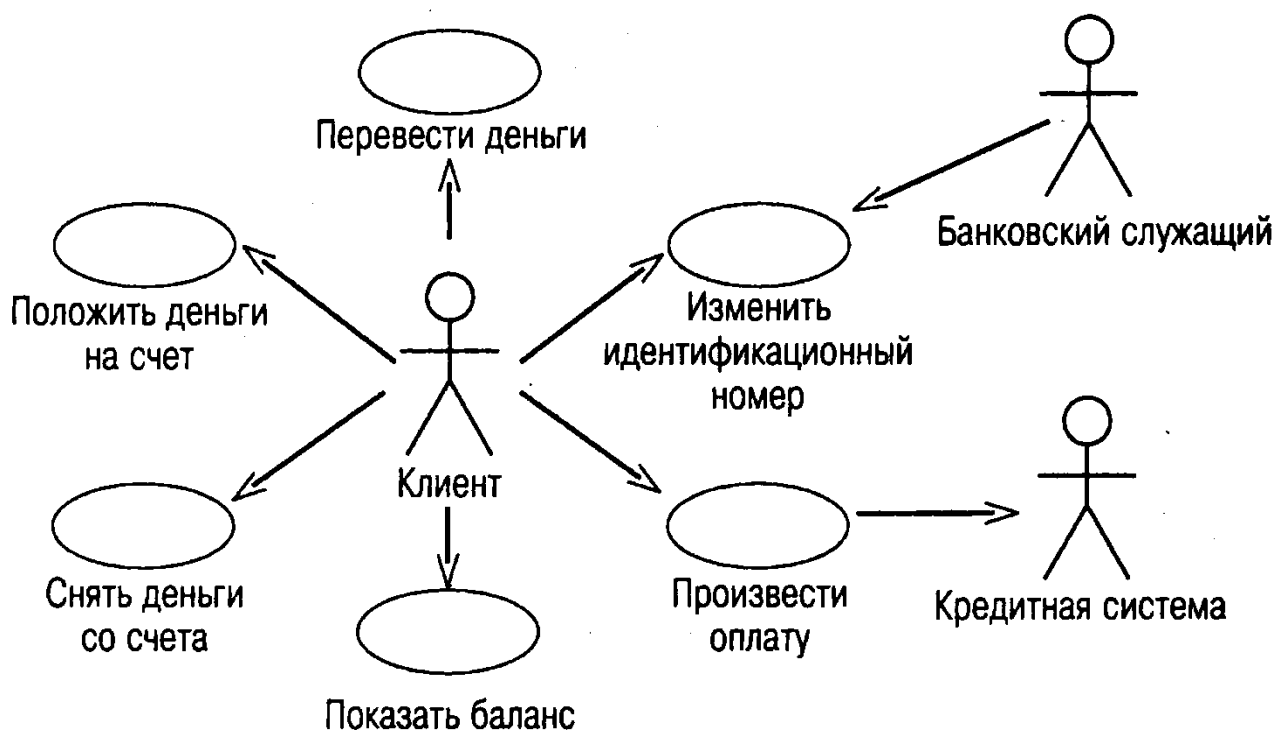 Перевести деньги
Банковский служащий
Положить деньги
на счет
Изменить
идентификационный
номер
Клиент
Снять деньги
со счета
Произвести
оплату
Кредитная система
Показать баланс